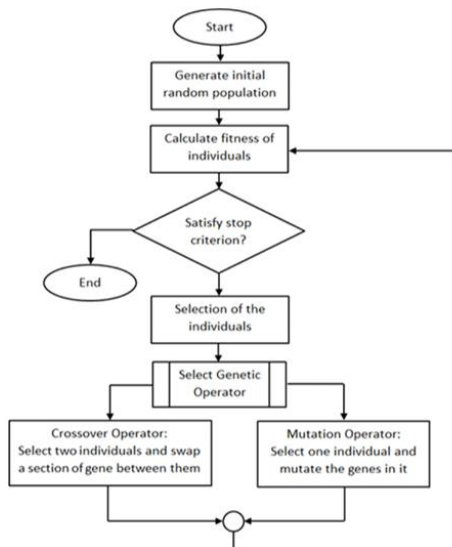 Start
Generate initial
random population
Calculate fitness of
individuals
Satisfy stop
criterion?
End
Selection of the
individuals
Select Genetic
Operator
Crossover Operator:
Select two individuals and swap
a section of gene between them
Mutation Operator:
Select one individual and
mutate the genes in it